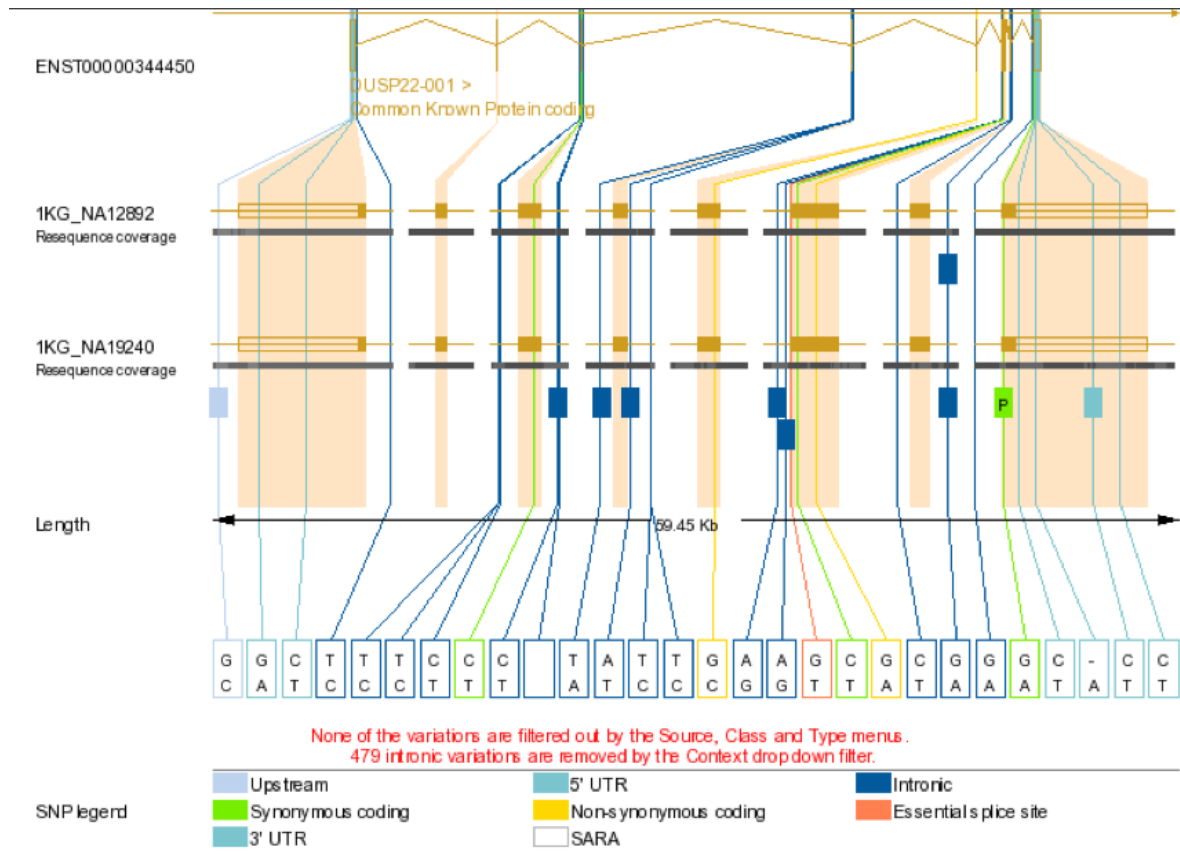 ENST00000344450
DUSP22-001 >
Common Known Protein coding
1KG_NA12892
Resequence coverage
1KG_NA19240
Resequence coverage
P
Length
59.45 Kb
G G C T T T C C C T A T T G A A G C G C G G G C - C C
C A T C C C T T T A T C C C G G T T A T A A A T A T T
None of the variations are filtered out by the Source, Class and Type menus.
479 intronic variations are removed by the Context drop down filter.
SNP legend
Upstream
5' UTR
Intronic
Synonymous coding
Non-synonymous coding
Essential splice site
3' UTR
SARA